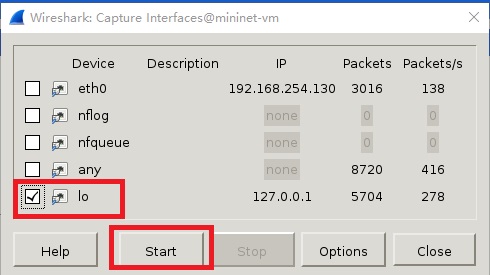 Wireshark: Capture Interfaces@mininet-vm
Device Description IP Packets Packets/s
eth0 192.168.254.130 3016 138
nflog none 0 0
nfqueue none 0 0
any none 8720 416
lo 127.0.0.1 5704 278
Help Start Stop Options Close